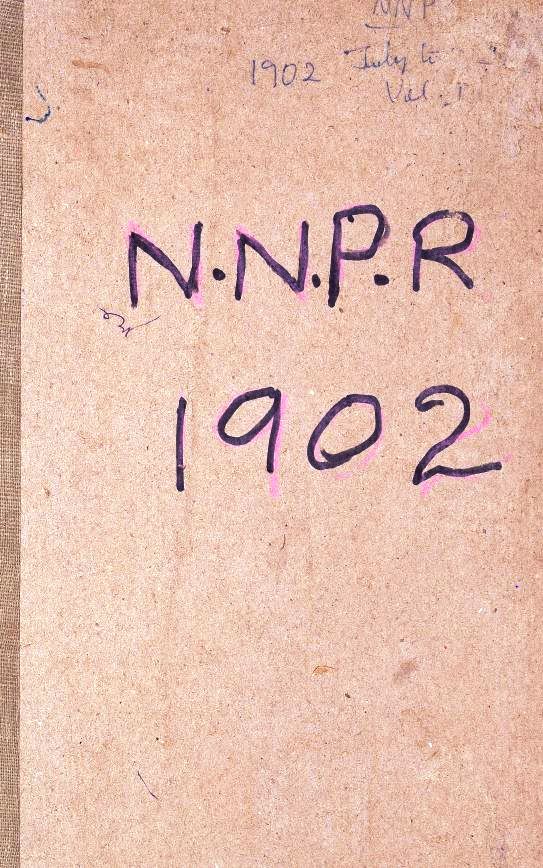 NNP
1902 July to
Vol. 1
N.N.P.R
1902